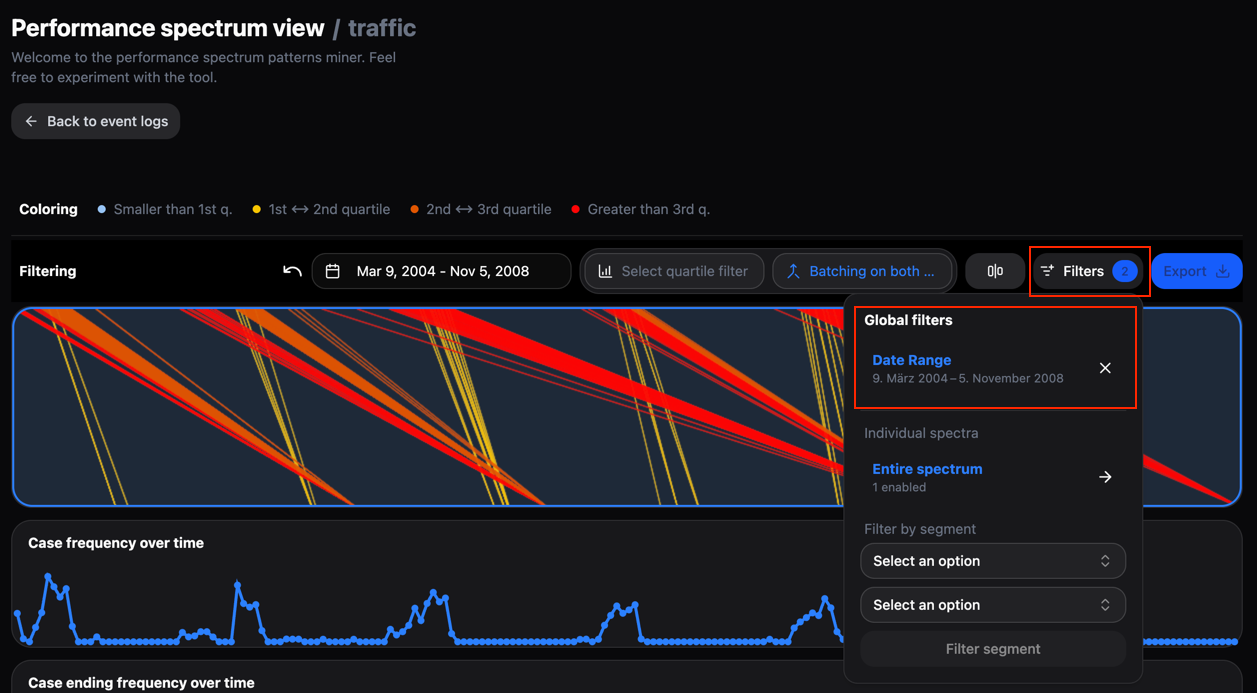 Performance spectrum view / traffic
Welcome to the performance spectrum patterns miner. Feel
free to experiment with the tool.
Back to event logs
Coloring
Smaller than 1st q.
1st ↔ 2nd quartile
2nd ↔ 3rd quartile
Greater than 3rd q.
Filtering
Mar 9, 2004 - Nov 5, 2008
Select quartile filter
Batching on both ...
Filters 2
Export
Global filters
Date Range
9. März 2004 – 5. November 2008
Individual spectra
Entire spectrum
1 enabled
Filter by segment
Select an option
Select an option
Filter segment
Case frequency over time
Case ending frequency over time